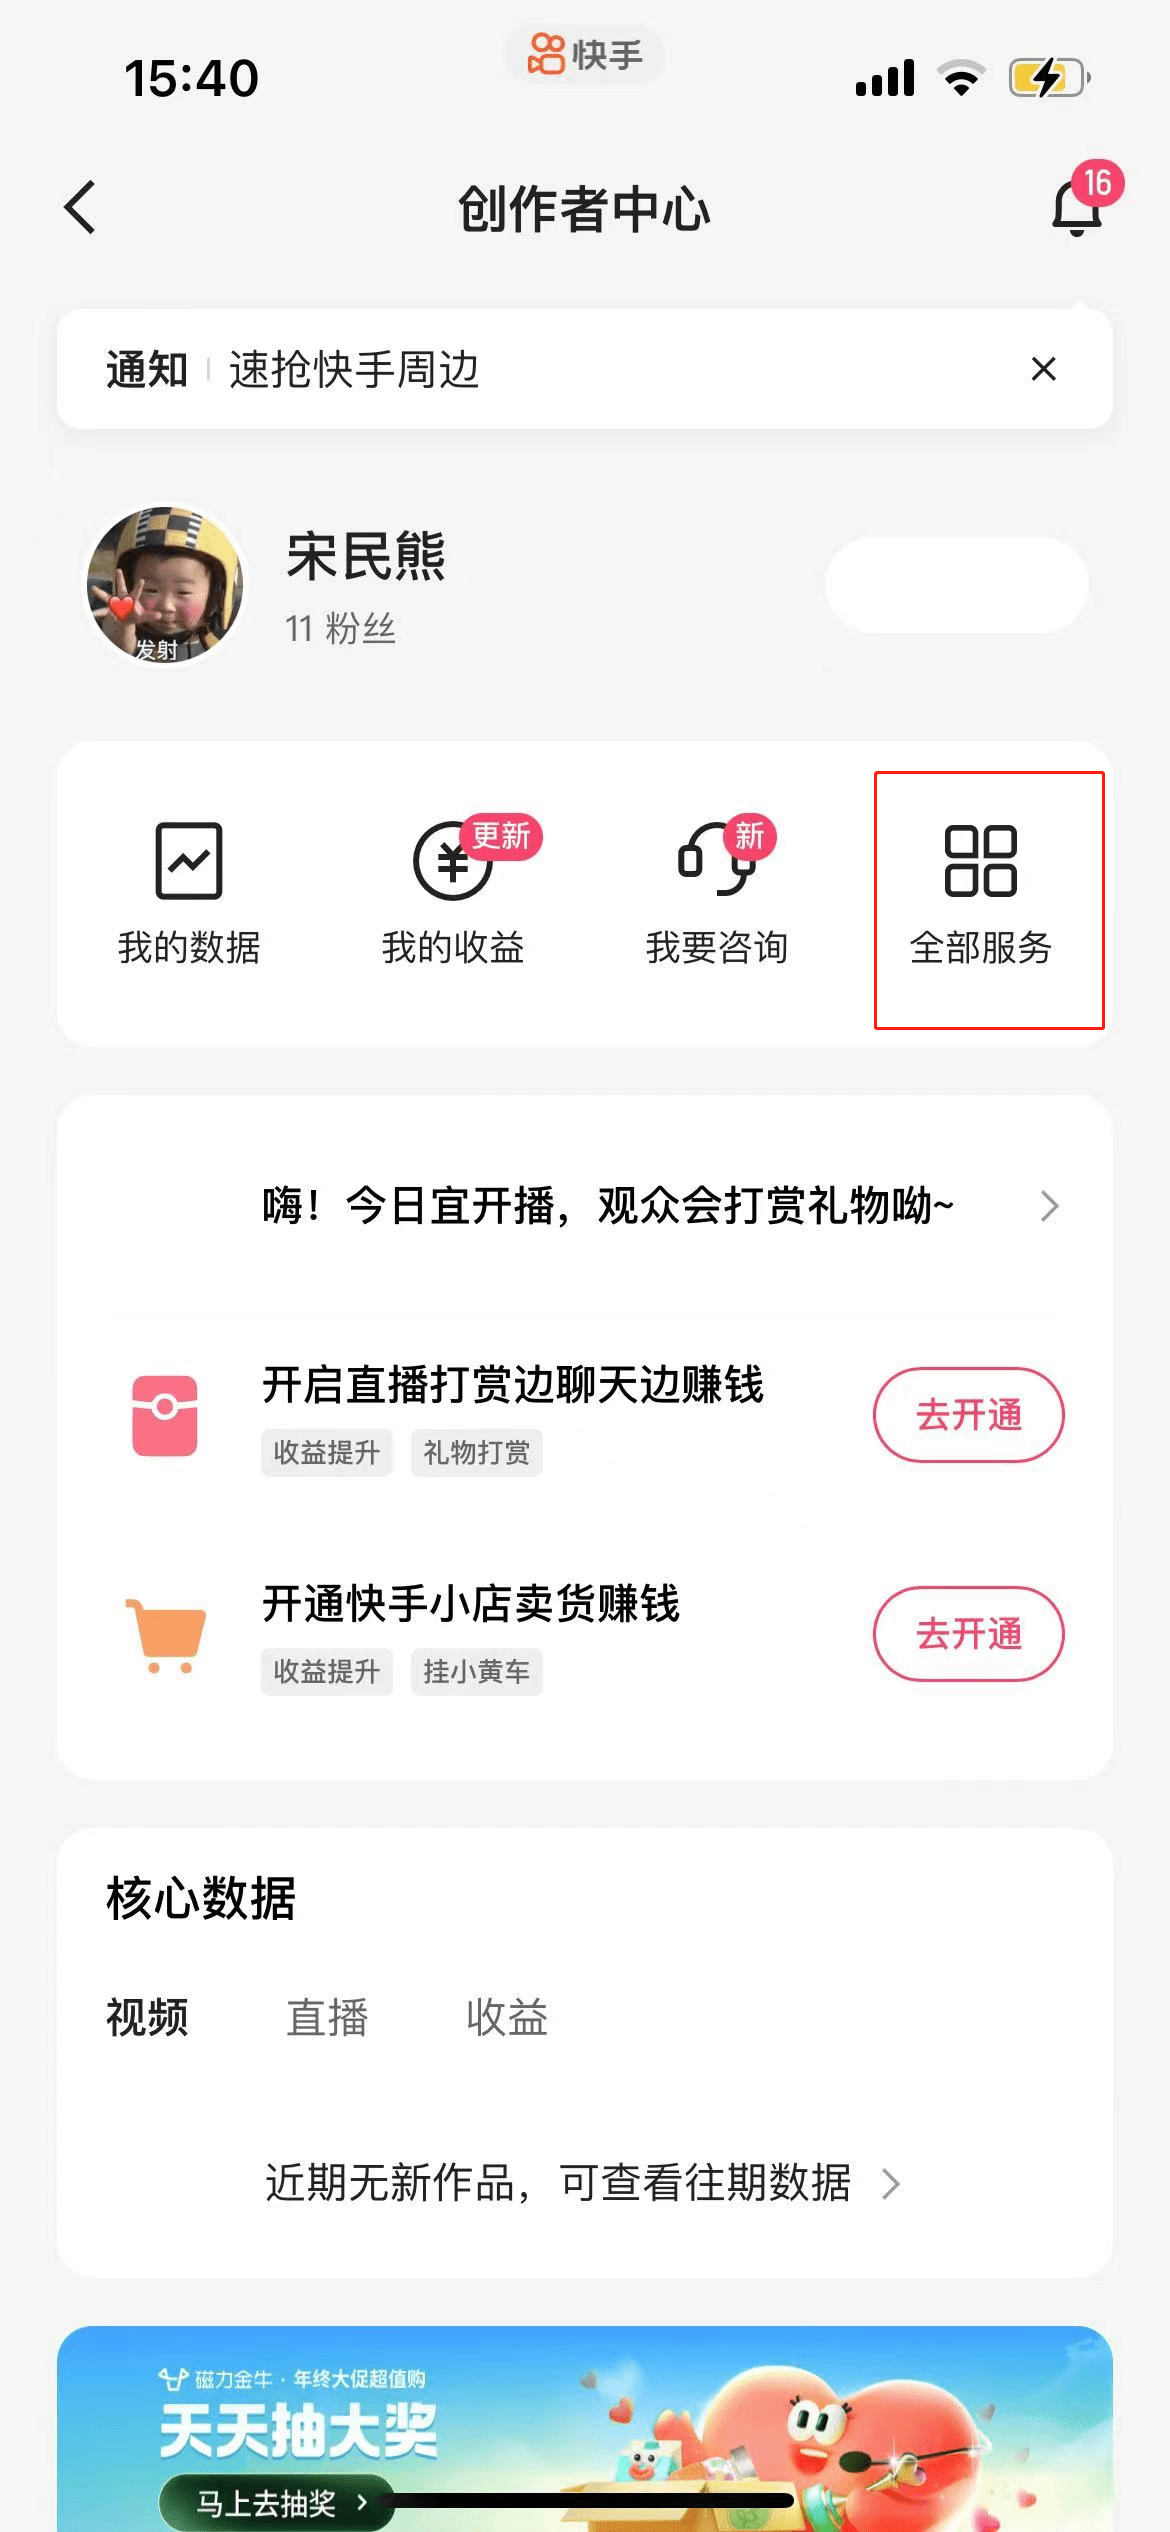 15:40
快手
创作者中心
16
通知 速抢快手周边
宋民熊
11 粉丝
发射
更新
新
我的数据
我的收益
我要咨询
全部服务
嗨！今日宜开播，观众会打赏礼物呦~
开启直播打赏边聊天边赚钱
收益提升 礼物打赏
去开通
开通快手小店卖货赚钱
收益提升 挂小黄车
去开通
核心数据
视频 直播 收益
近期无新作品，可查看往期数据
磁力金牛·年终大促超值购
天天抽大奖
马上去抽奖